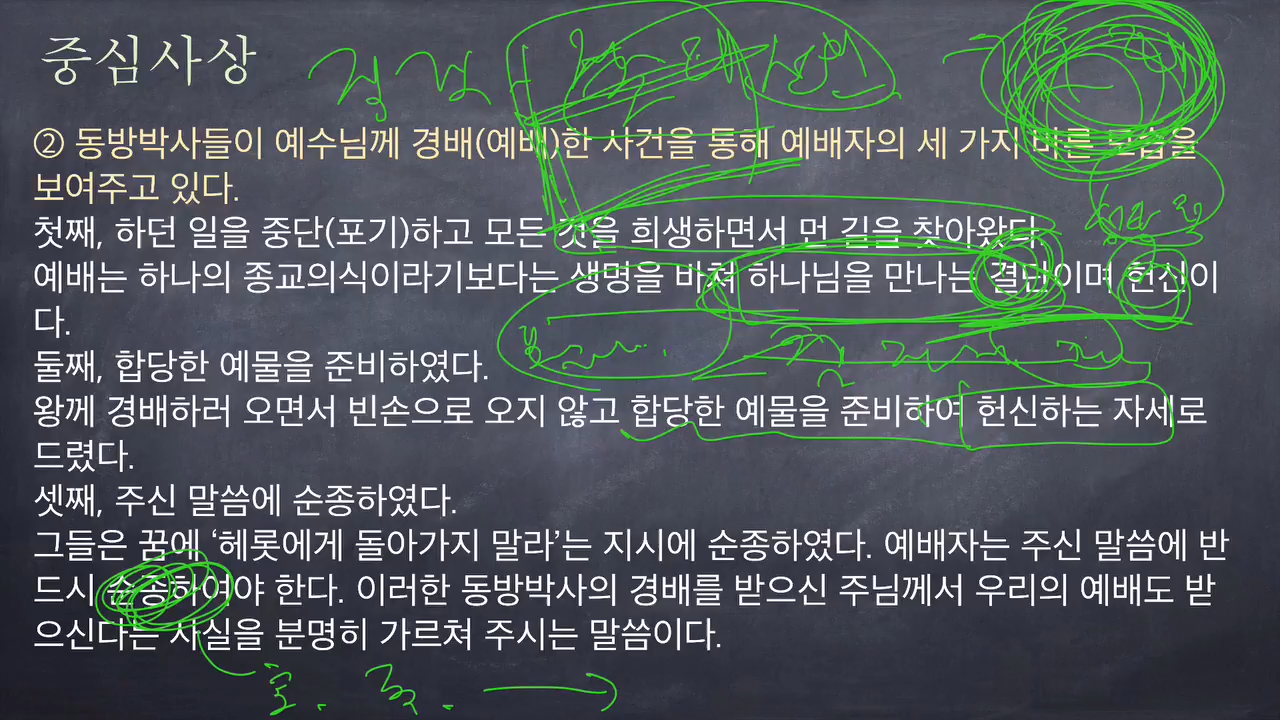 중심사상
② 동방박사들이 예수님께 경배(예배)한 사건을 통해 예배자의 세 가지 바른 모습을
보여주고 있다.
첫째, 하던 일을 중단(포기)하고 모든 것을 희생하면서 먼 길을 찾아왔다.
예배는 하나의 종교의식이라기보다는 생명을 바쳐 하나님을 만나는 결단이며 헌신이
다.
둘째, 합당한 예물을 준비하였다.
왕께 경배하러 오면서 빈손으로 오지 않고 합당한 예물을 준비하여 헌신하는 자세로
드렸다.
셋째, 주신 말씀에 순종하였다.
그들은 꿈에 ‘헤롯에게 돌아가지 말라’는 지시에 순종하였다. 예배자는 주신 말씀에 반
드시 순종하여야 한다. 이러한 동방박사의 경배를 받으신 주님께서 우리의 예배도 받
으신다는 사실을 분명히 가르쳐 주시는 말씀이다.